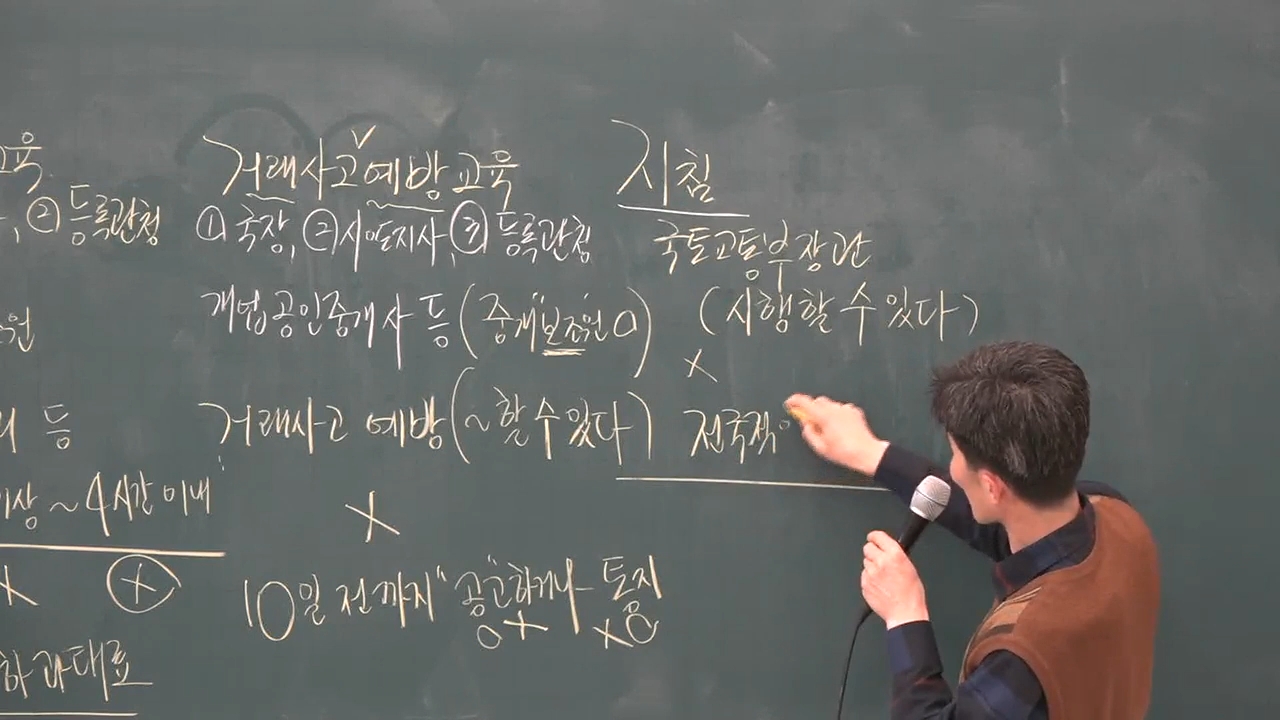 육
② 등록관청
원
등
이상 ~ 4시간 이내
X X
하 과대료
거래사고예방교육
① 국장, ② 시·도지사, ③ 등록관청
개업공인중개사 등 (중개"보조원 O)
거래사고 예방 (~할 수 있다)
X
10일 전까지 "공고"하거나 통지
O X X O
지침
국토교통부장관
(시행할 수 있다)
X
전국적